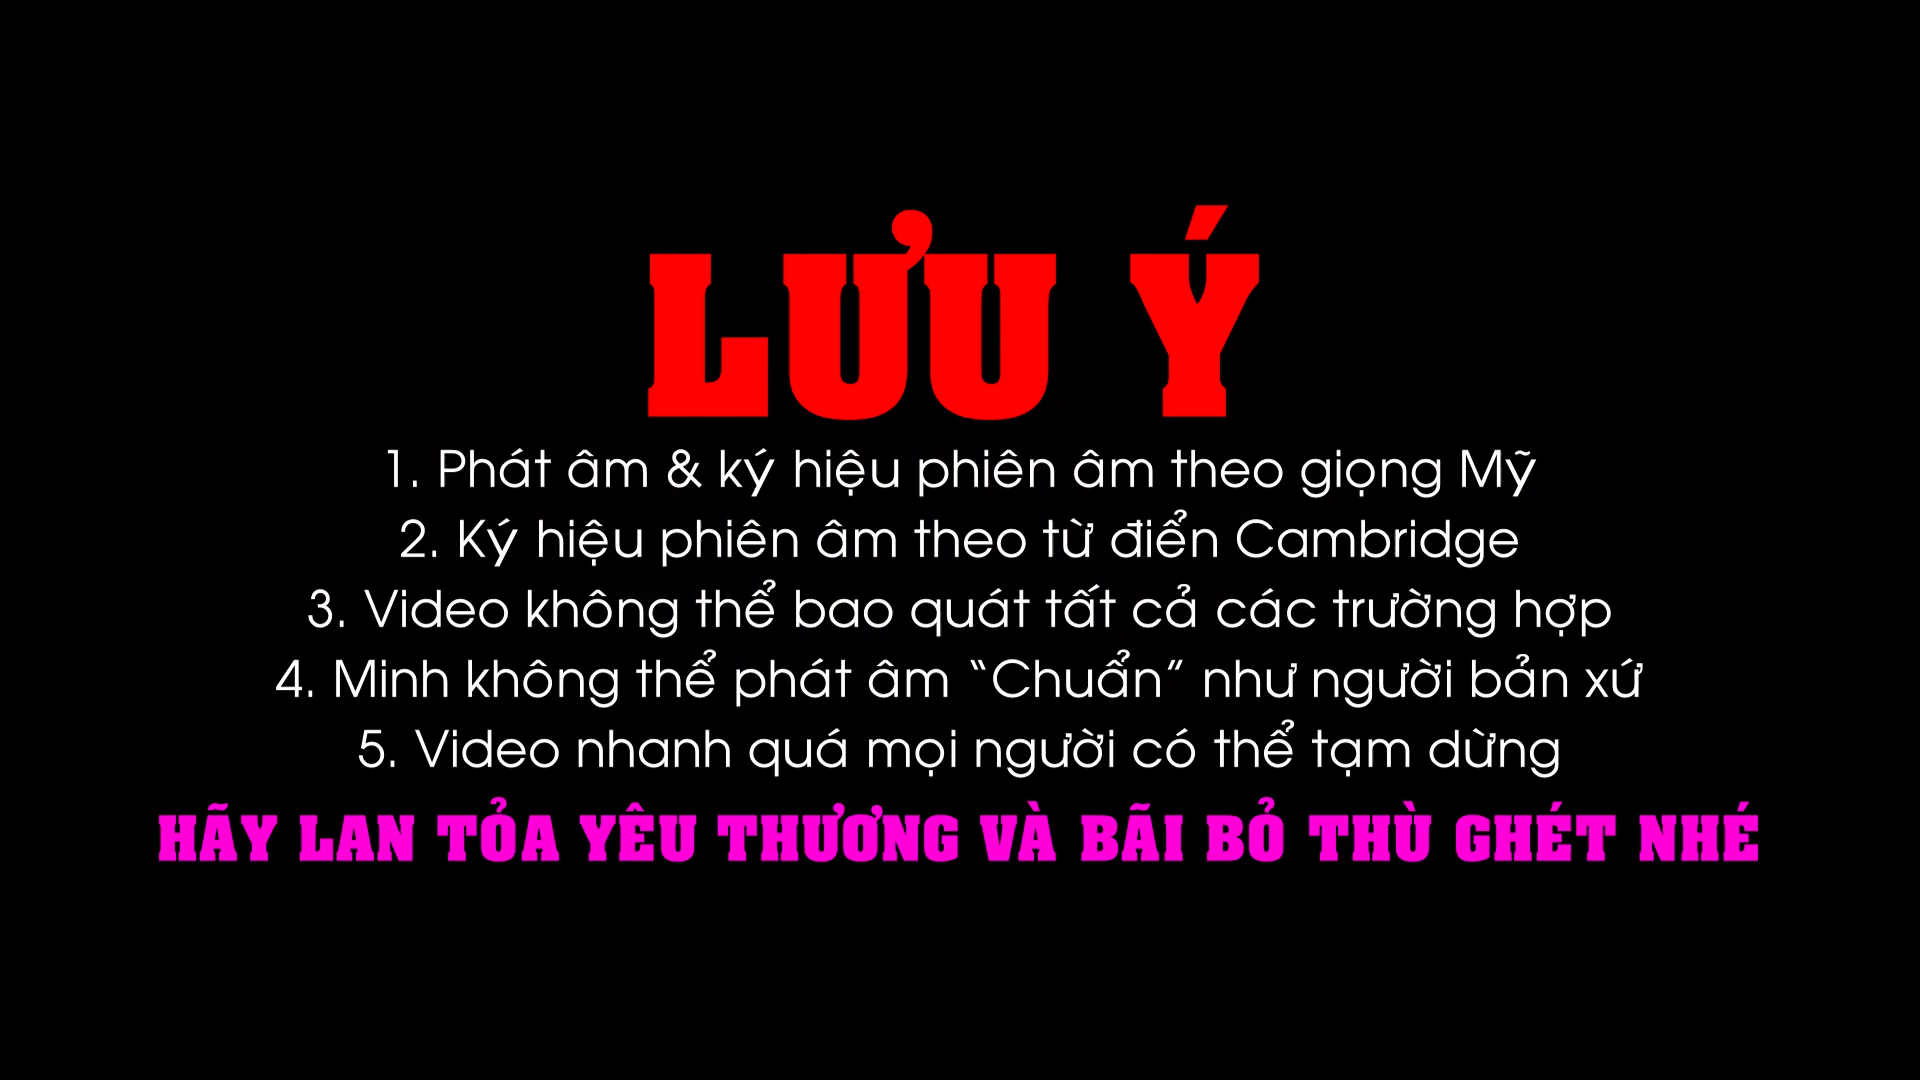 LƯU Ý
1. Phát âm & ký hiệu phiên âm theo giọng Mỹ
2. Ký hiệu phiên âm theo từ điển Cambridge
3. Video không thể bao quát tất cả các trường hợp
4. Minh không thể phát âm “Chuẩn” như người bản xứ
5. Video nhanh quá mọi người có thể tạm dừng
HÃY LAN TỎA YÊU THƯƠNG VÀ BÃI BỎ THÙ GHÉT NHÉ